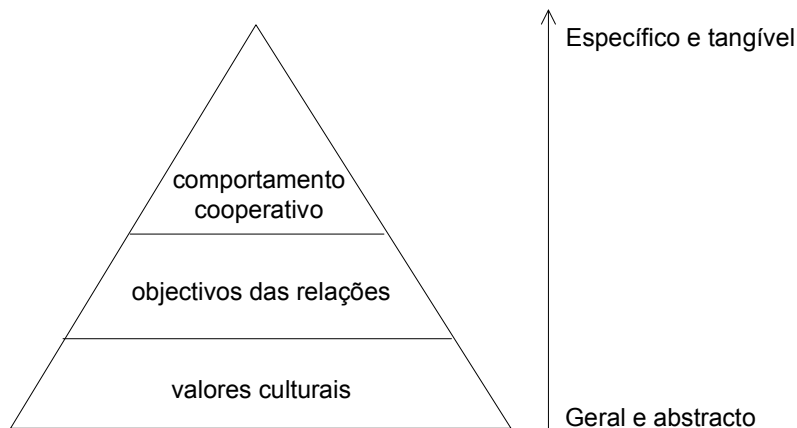 Específico e tangível
comportamento
cooperativo
objectivos das relações
valores culturais
Geral e abstracto